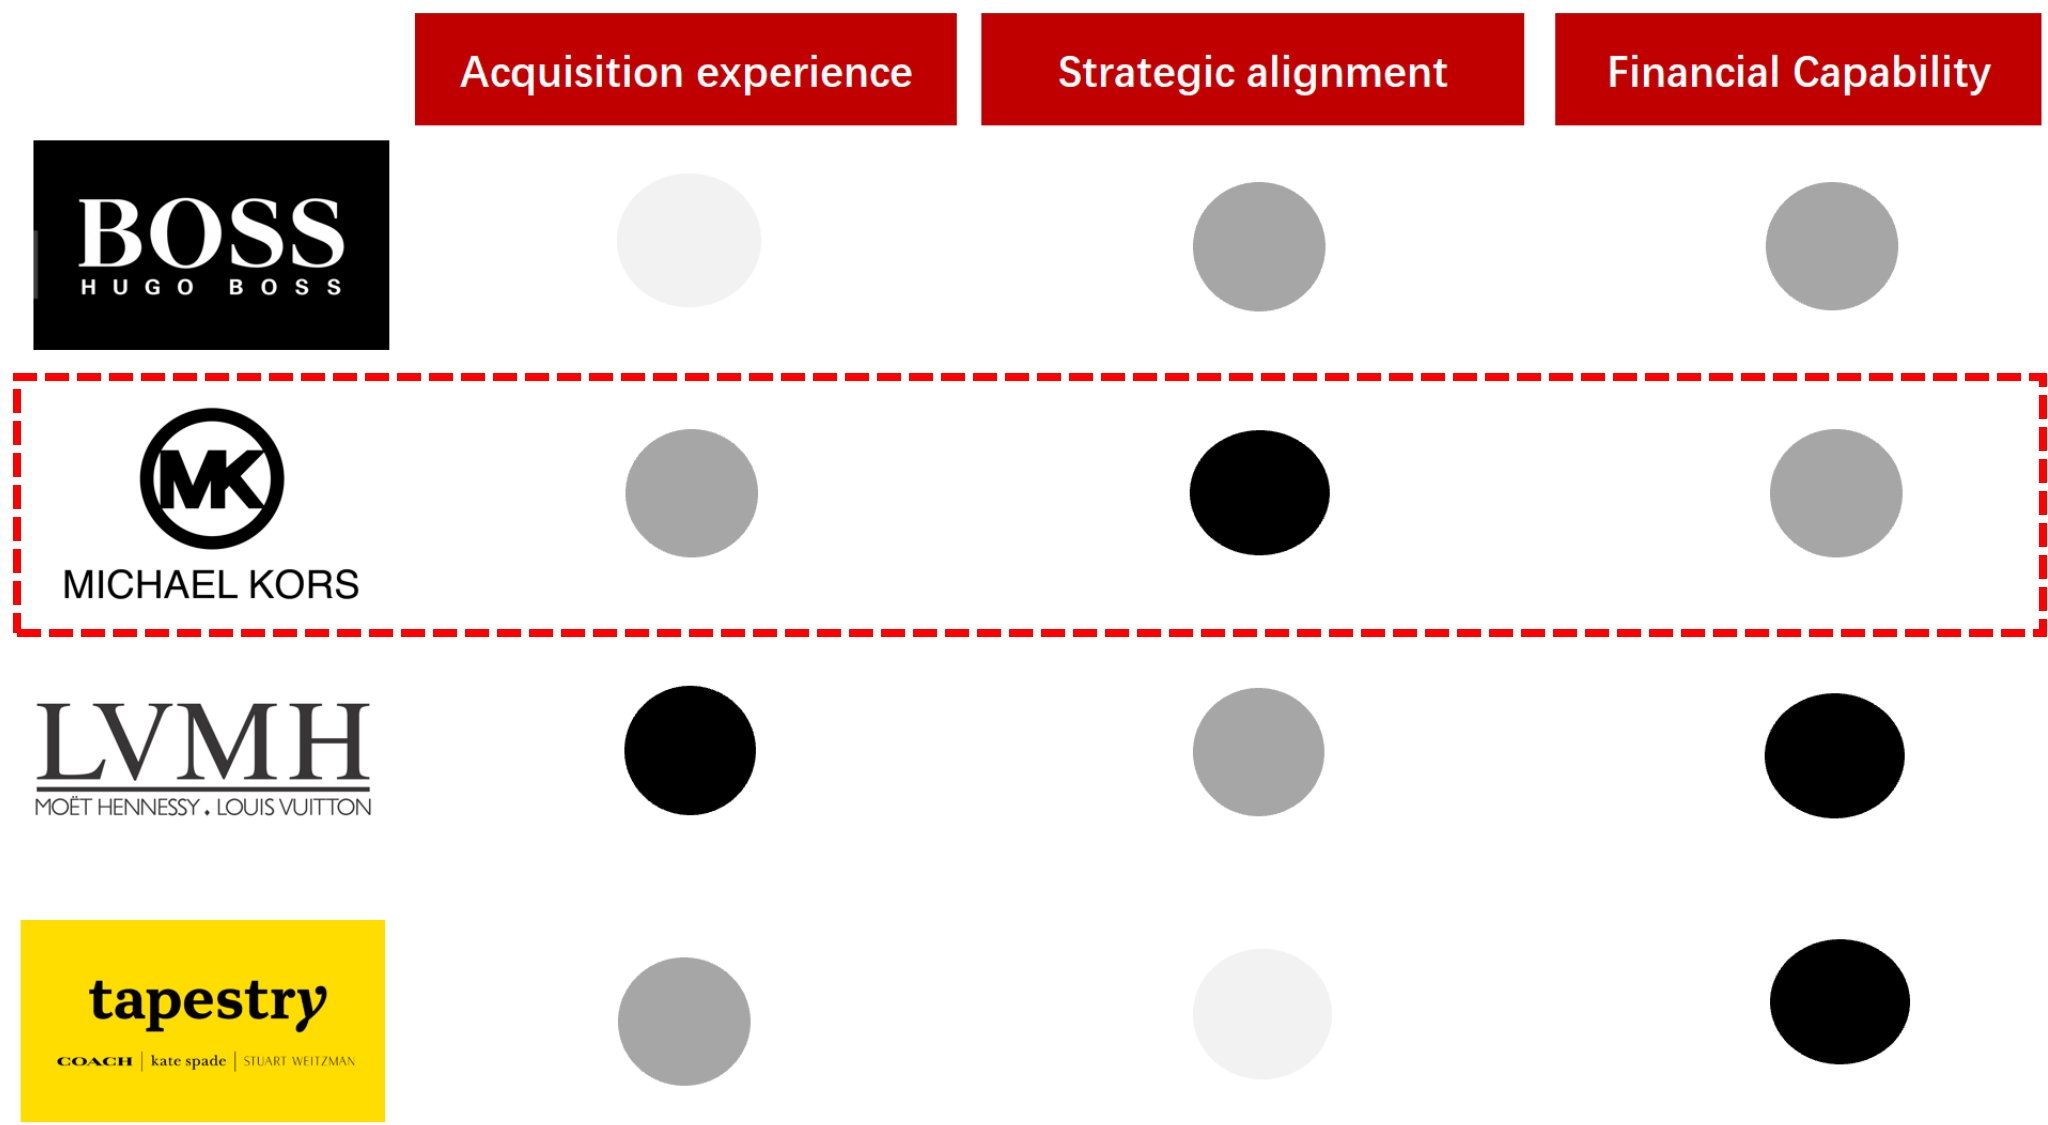 Acquisition experience
Strategic alignment
Financial Capability
BOSS
HUGO BOSS
MK
MICHAEL KORS
LVMH
MOËT HENNESSY . LOUIS VUITTON
tapestry
COACH | kate spade | STUART WEITZMAN